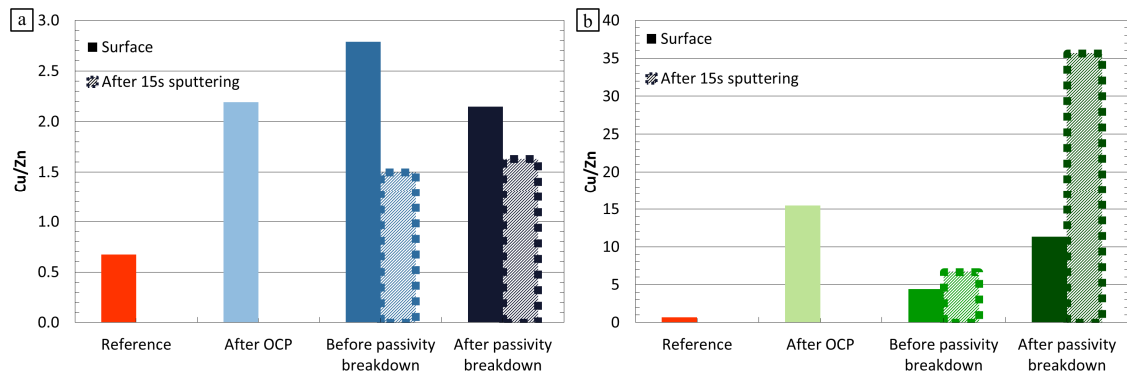 a
3.0
2.5
2.0
1.5
1.0
0.5
0.0
Cu/Zn
Surface
After 15s sputtering
Reference
After OCP
Before passivity
breakdown
After passivity
breakdown
b
40
35
30
25
20
15
10
5
0
Cu/Zn
Surface
After 15s sputtering
Reference
After OCP
Before passivity
breakdown
After passivity
breakdown